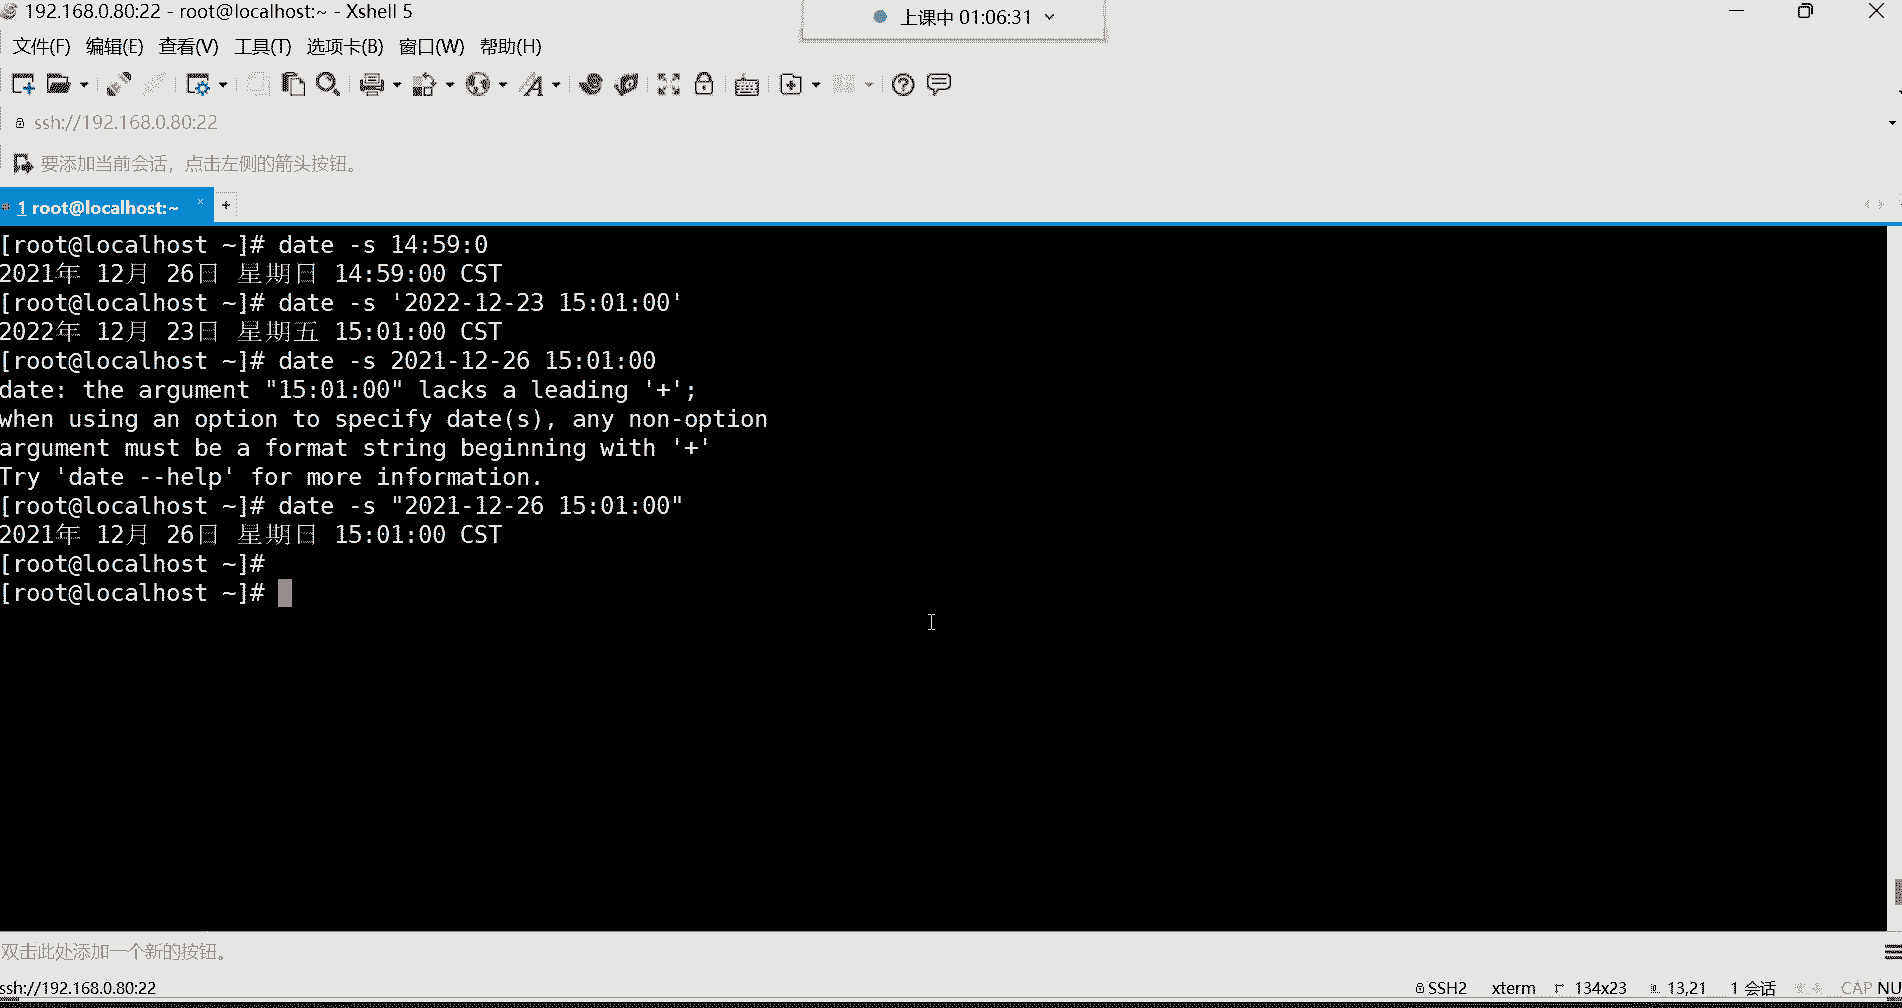 192.168.0.80:22 - root@localhost:~ - Xshell 5
上课中 01:06:31
文件(F) 编辑(E) 查看(V) 工具(T) 选项卡(B) 窗口(W) 帮助(H)
ssh://192.168.0.80:22
要添加当前会话，点击左侧的箭头按钮。
1 root@localhost:~ × +
[root@localhost ~]# date -s 14:59:0
2021年 12月 26日 星期日 14:59:00 CST
[root@localhost ~]# date -s '2022-12-23 15:01:00'
2022年 12月 23日 星期五 15:01:00 CST
[root@localhost ~]# date -s 2021-12-26 15:01:00
date: the argument "15:01:00" lacks a leading '+';
when using an option to specify date(s), any non-option
argument must be a format string beginning with '+'
Try 'date --help' for more information.
[root@localhost ~]# date -s "2021-12-26 15:01:00"
2021年 12月 26日 星期日 15:01:00 CST
[root@localhost ~]#
[root@localhost ~]#
双击此处添加一个新的按钮。
ssh://192.168.0.80:22 SSH2 xterm 134x23 13,21 1 会话 CAP NU